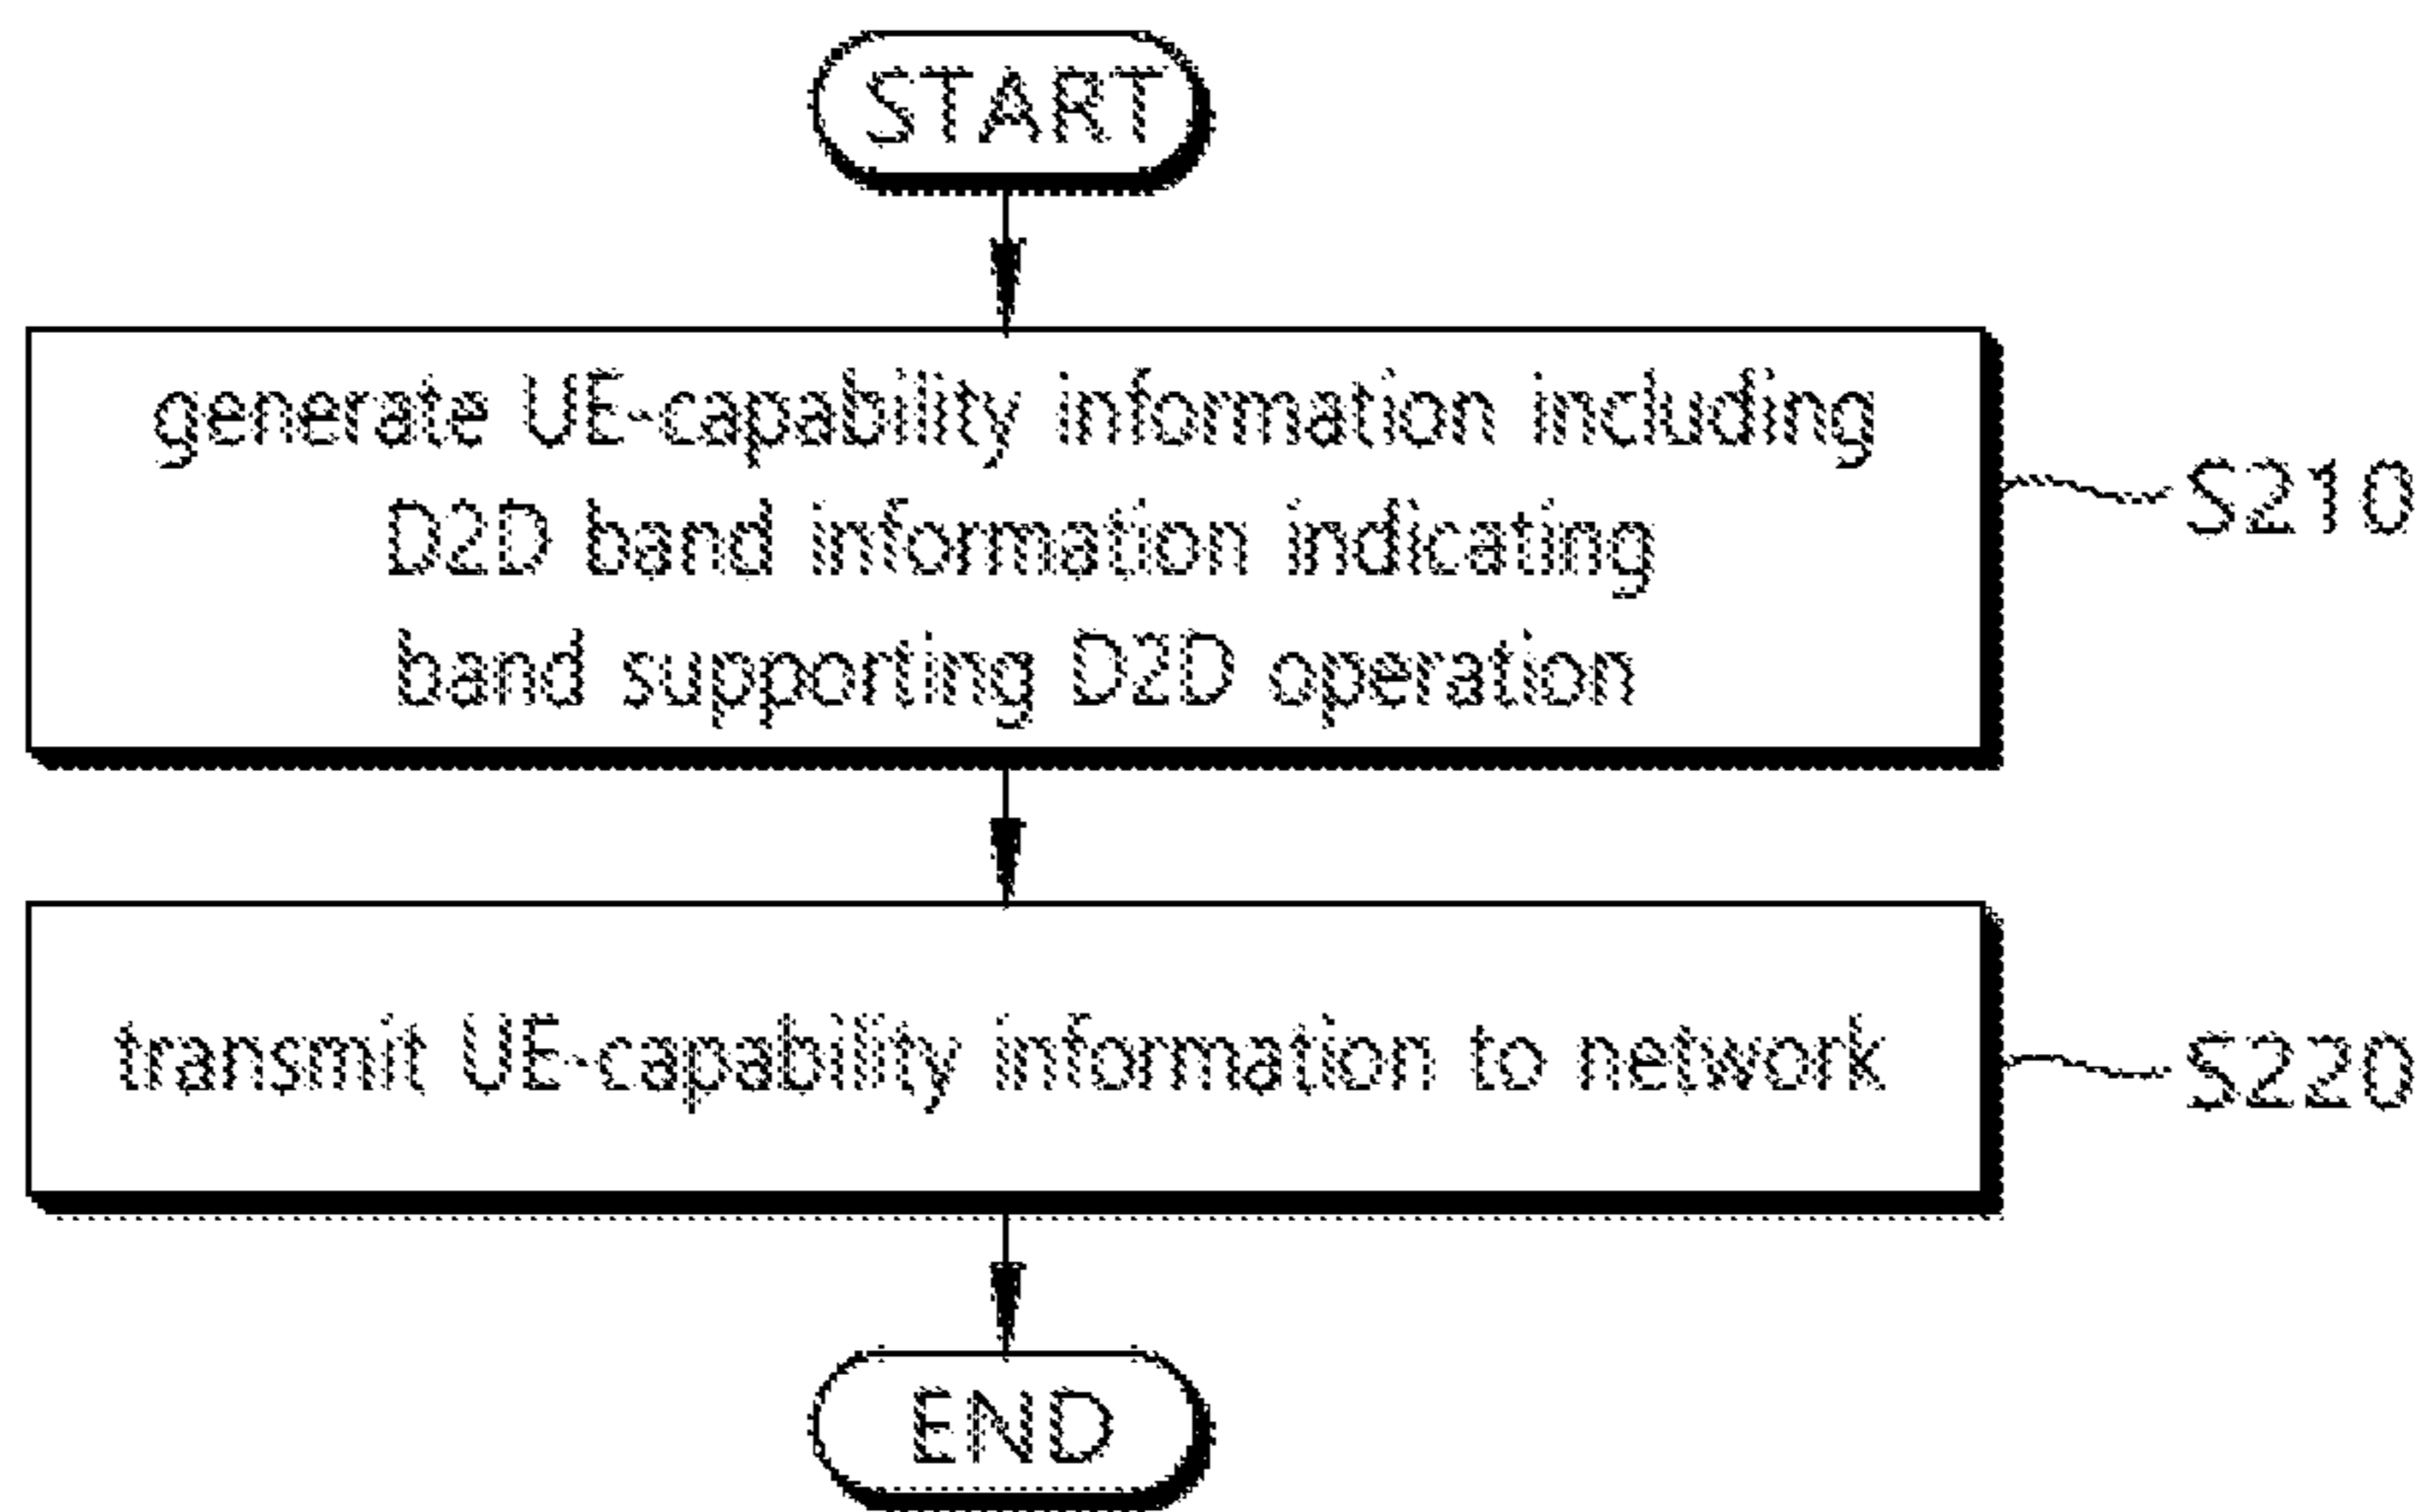 START
generate UE-capability information including
D2D band information indicating
band supporting D2D operation
S210
transmit UE-capability information to network
S220
END